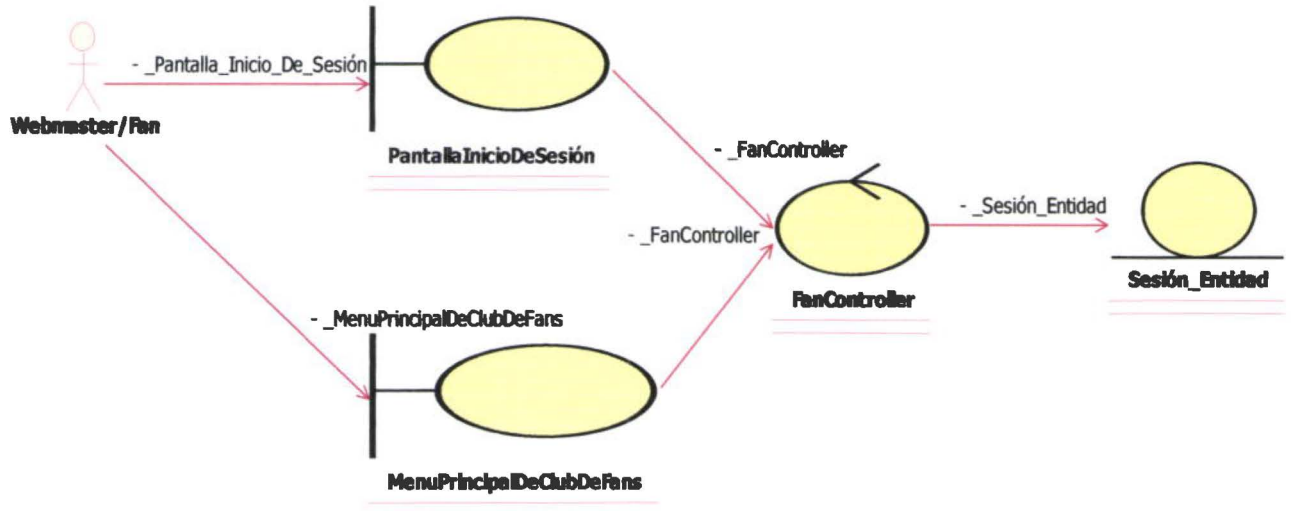 - _Pantalla_Inicio_De_Sesión
Webmaster/Fan
PantallaInicioDeSesión
- _FanController
- _FanController
- _Sesión_Entidad
FanController
Sesión_Entidad
- _MenuPrincipalDeClubDeFans
MenuPrincipalDeClubDeFans